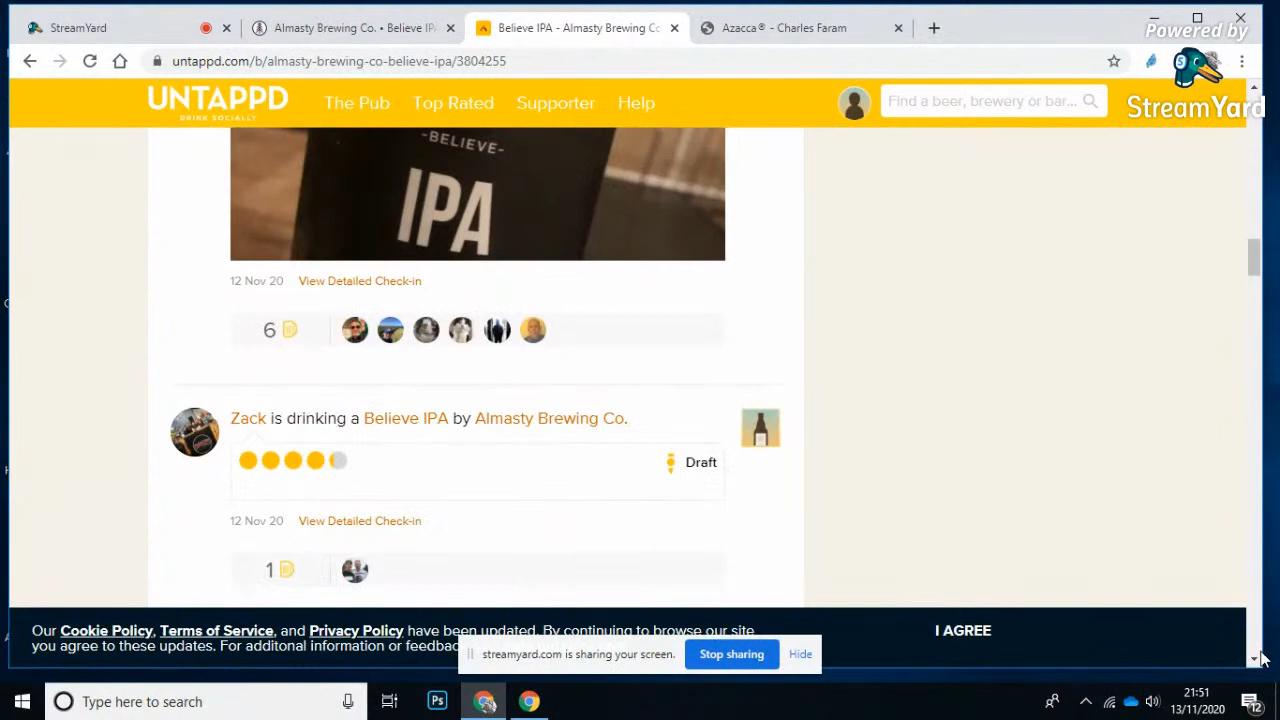 StreamYard
Almasty Brewing Co. • Believe IP
Believe IPA - Almasty Brewing Co
Azacca® - Charles Faram
Powered by
StreamYard
untappd.com/b/almasty-brewing-co-believe-ipa/3804255
UNTAPPD
DRINK SOCIALLY
The Pub
Top Rated
Supporter
Help
Find a beer, brewery or bar...
-BELIEVE-
IPA
12 Nov 20 View Detailed Check-in
6
Zack is drinking a Believe IPA by Almasty Brewing Co.
Draft
12 Nov 20 View Detailed Check-in
1
Our Cookie Policy, Terms of Service, and Privacy Policy have been updated. By continuing to browse our site
you agree to these updates. For additonal information or feedbac
I AGREE
streamyard.com is sharing your screen.
Stop sharing
Hide
Type here to search
Ps
21:51
13/11/2020
12